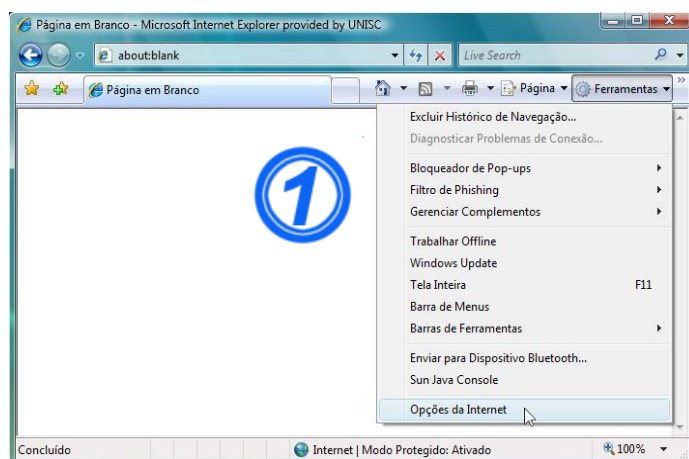 Página em Branco - Microsoft Internet Explorer provided by UNISC
about:blank
Live Search
Página em Branco
Página
Ferramentas
Excluir Histórico de Navegação...
Diagnosticar Problemas de Conexão...
Bloqueador de Pop-ups
Filtro de Phishing
Gerenciar Complementos
Trabalhar Offline
Windows Update
Tela Inteira F11
Barra de Menus
Barras de Ferramentas
Enviar para Dispositivo Bluetooth...
Sun Java Console
Opções da Internet
1
Concluído
Internet | Modo Protegido: Ativado
100%